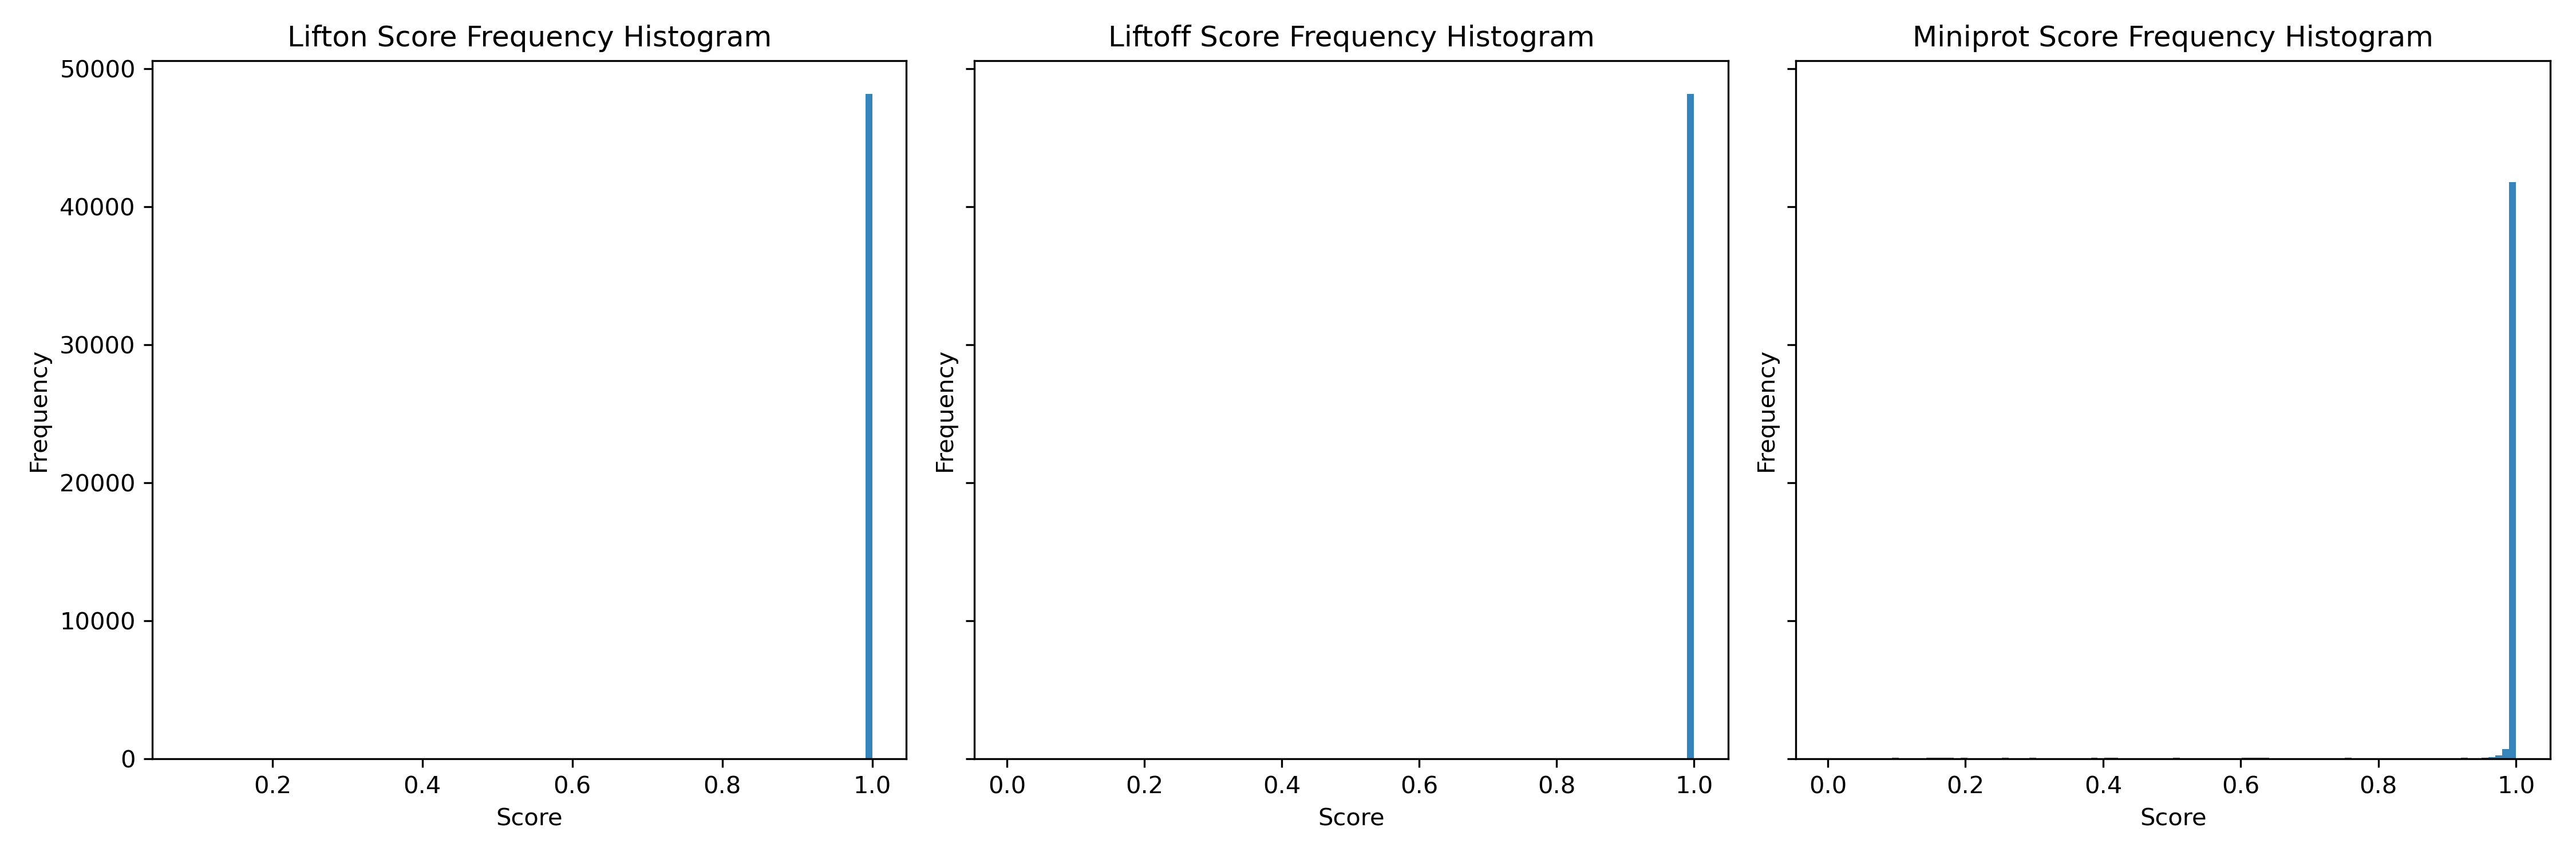 Lifton Score Frequency Histogram
Frequency
50000
40000
30000
20000
10000
0
0.2 0.4 0.6 0.8 1.0
Score
Liftoff Score Frequency Histogram
Frequency
0.0 0.2 0.4 0.6 0.8 1.0
Score
Miniprot Score Frequency Histogram
Frequency
0.0 0.2 0.4 0.6 0.8 1.0
Score